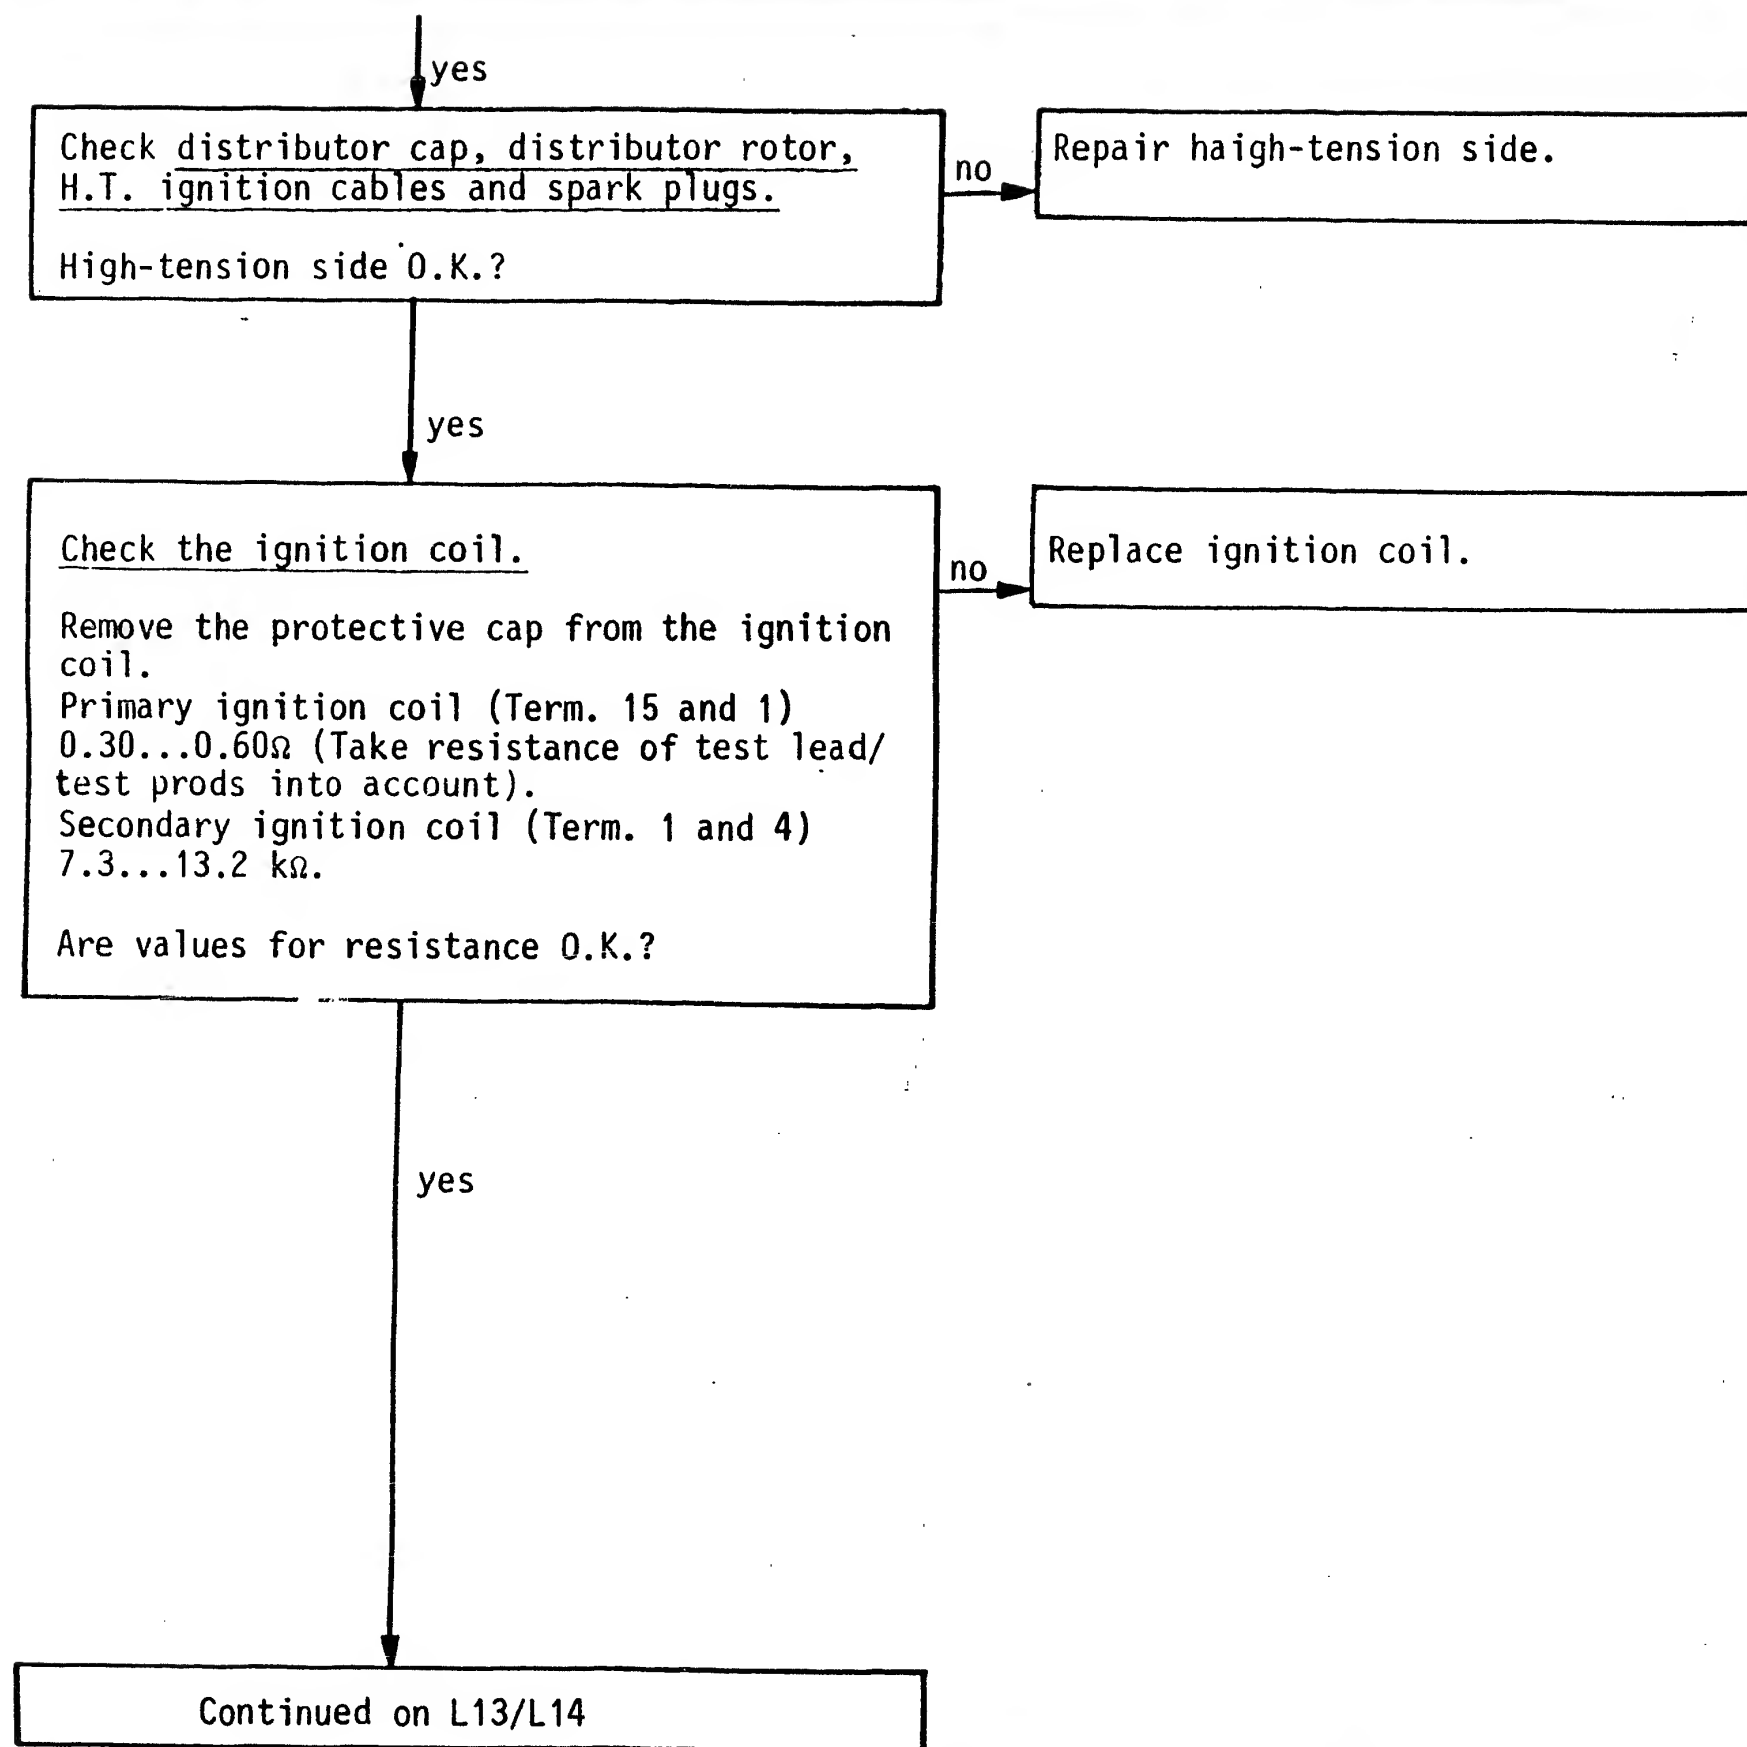 yes
Check distributor cap, distributor rotor,
H.T. ignition cables and spark plugs.
High-tension side O.K.?
no
Repair haigh-tension side.
yes
Check the ignition coil.
Remove the protective cap from the ignition
coil.
Primary ignition coil (Term. 15 and 1)
0.30...0.60Ω (Take resistance of test lead/
test prods into account).
Secondary ignition coil (Term. 1 and 4)
7.3...13.2 kΩ.
Are values for resistance O.K.?
no
Replace ignition coil.
yes
Continued on L13/L14